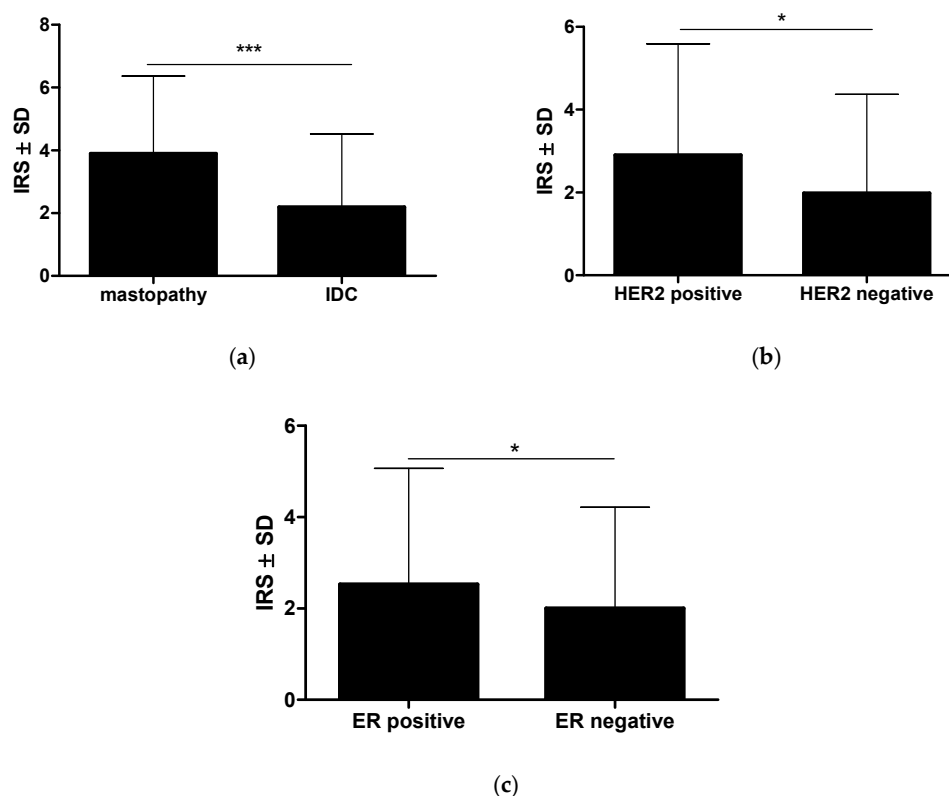 8
6
4
2
0
IRS ± SD
***
mastopathy IDC
(a)
6
4
2
0
IRS ± SD
*
HER2 positive HER2 negative
(b)
6
4
2
0
IRS ± SD
*
ER positive ER negative
(c)